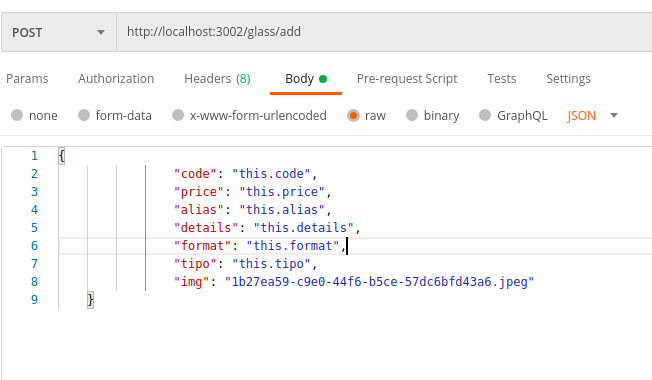 POST http://localhost:3002/glass/add
Params Authorization Headers (8) Body Pre-request Script Tests Settings
none form-data x-www-form-urlencoded raw binary GraphQL JSON
1 {
2 "code": "this.code",
3 "price": "this.price",
4 "alias": "this.alias",
5 "details": "this.details",
6 "format": "this.format",
7 "tipo": "this.tipo",
8 "img": "1b27ea59-c9e0-44f6-b5ce-57dc6bfd43a6.jpeg"
9 }